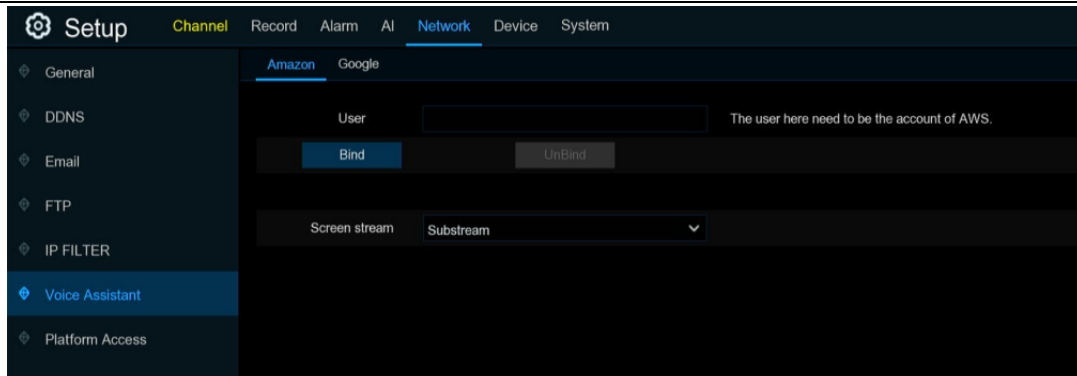 Setup Channel Record Alarm AI Network Device System
General
DDNS
Email
FTP
IP FILTER
Voice Assistant
Platform Access
Amazon Google
User The user here need to be the account of AWS.
Bind UnBind
Screen stream Substream